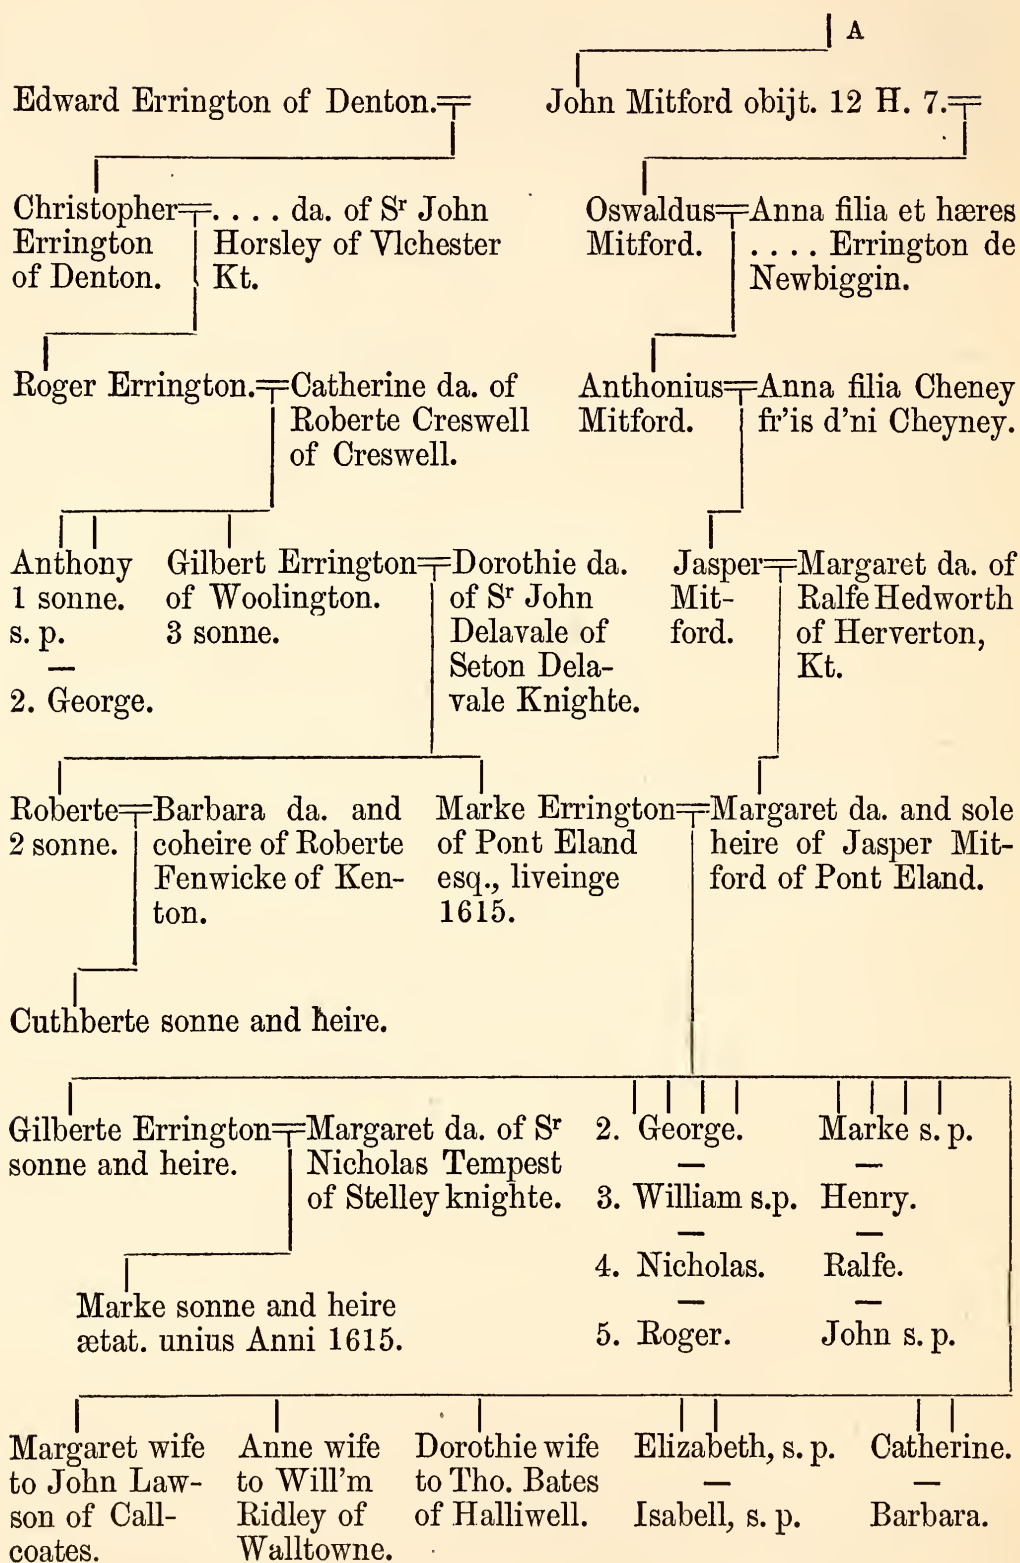 A
Edward Errington of Denton.
John Mitford obijt. 12 H. 7.
Christopher
Errington
of Denton.
. . . . da. of Sr John
Horsley of Vlchester
Kt.
Oswaldus
Mitford.
Anna filia et hæres
. . . . Errington de
Newbiggin.
Roger Errington.
Catherine da. of
Roberte Creswell
of Creswell.
Anthonius
Mitford.
Anna filia Cheney
fr'is d'ni Cheyney.
Anthony
1 sonne.
s. p.
—
2. George.
Gilbert Errington
of Woolington.
3 sonne.
Dorothie da.
of Sr John
Delavale of
Seton Dela-
vale Knighte.
Jasper
Mit-
ford.
Margaret da. of
Ralfe Hedworth
of Herverton,
Kt.
Roberte
2 sonne.
Barbara da. and
coheire of Roberte
Fenwicke of Ken-
ton.
Marke Errington
of Pont Eland
esq., liveinge
1615.
Margaret da. and sole
heire of Jasper Mit-
ford of Pont Eland.
Cuthberte sonne and heire.
Gilberte Errington
sonne and heire.
Margaret da. of Sr
Nicholas Tempest
of Stelley knighte.
2. George.
—
3. William s.p.
—
4. Nicholas.
—
5. Roger.
Marke s. p.
—
Henry.
—
Ralfe.
—
John s. p.
Marke sonne and heire
ætat. unius Anni 1615.
Margaret wife
to John Law-
son of Call-
coates.
Anne wife
to Will'm
Ridley of
Walltowne.
Dorothie wife
to Tho. Bates
of Halliwell.
Elizabeth, s. p.
—
Isabell, s. p.
Catherine.
—
Barbara.